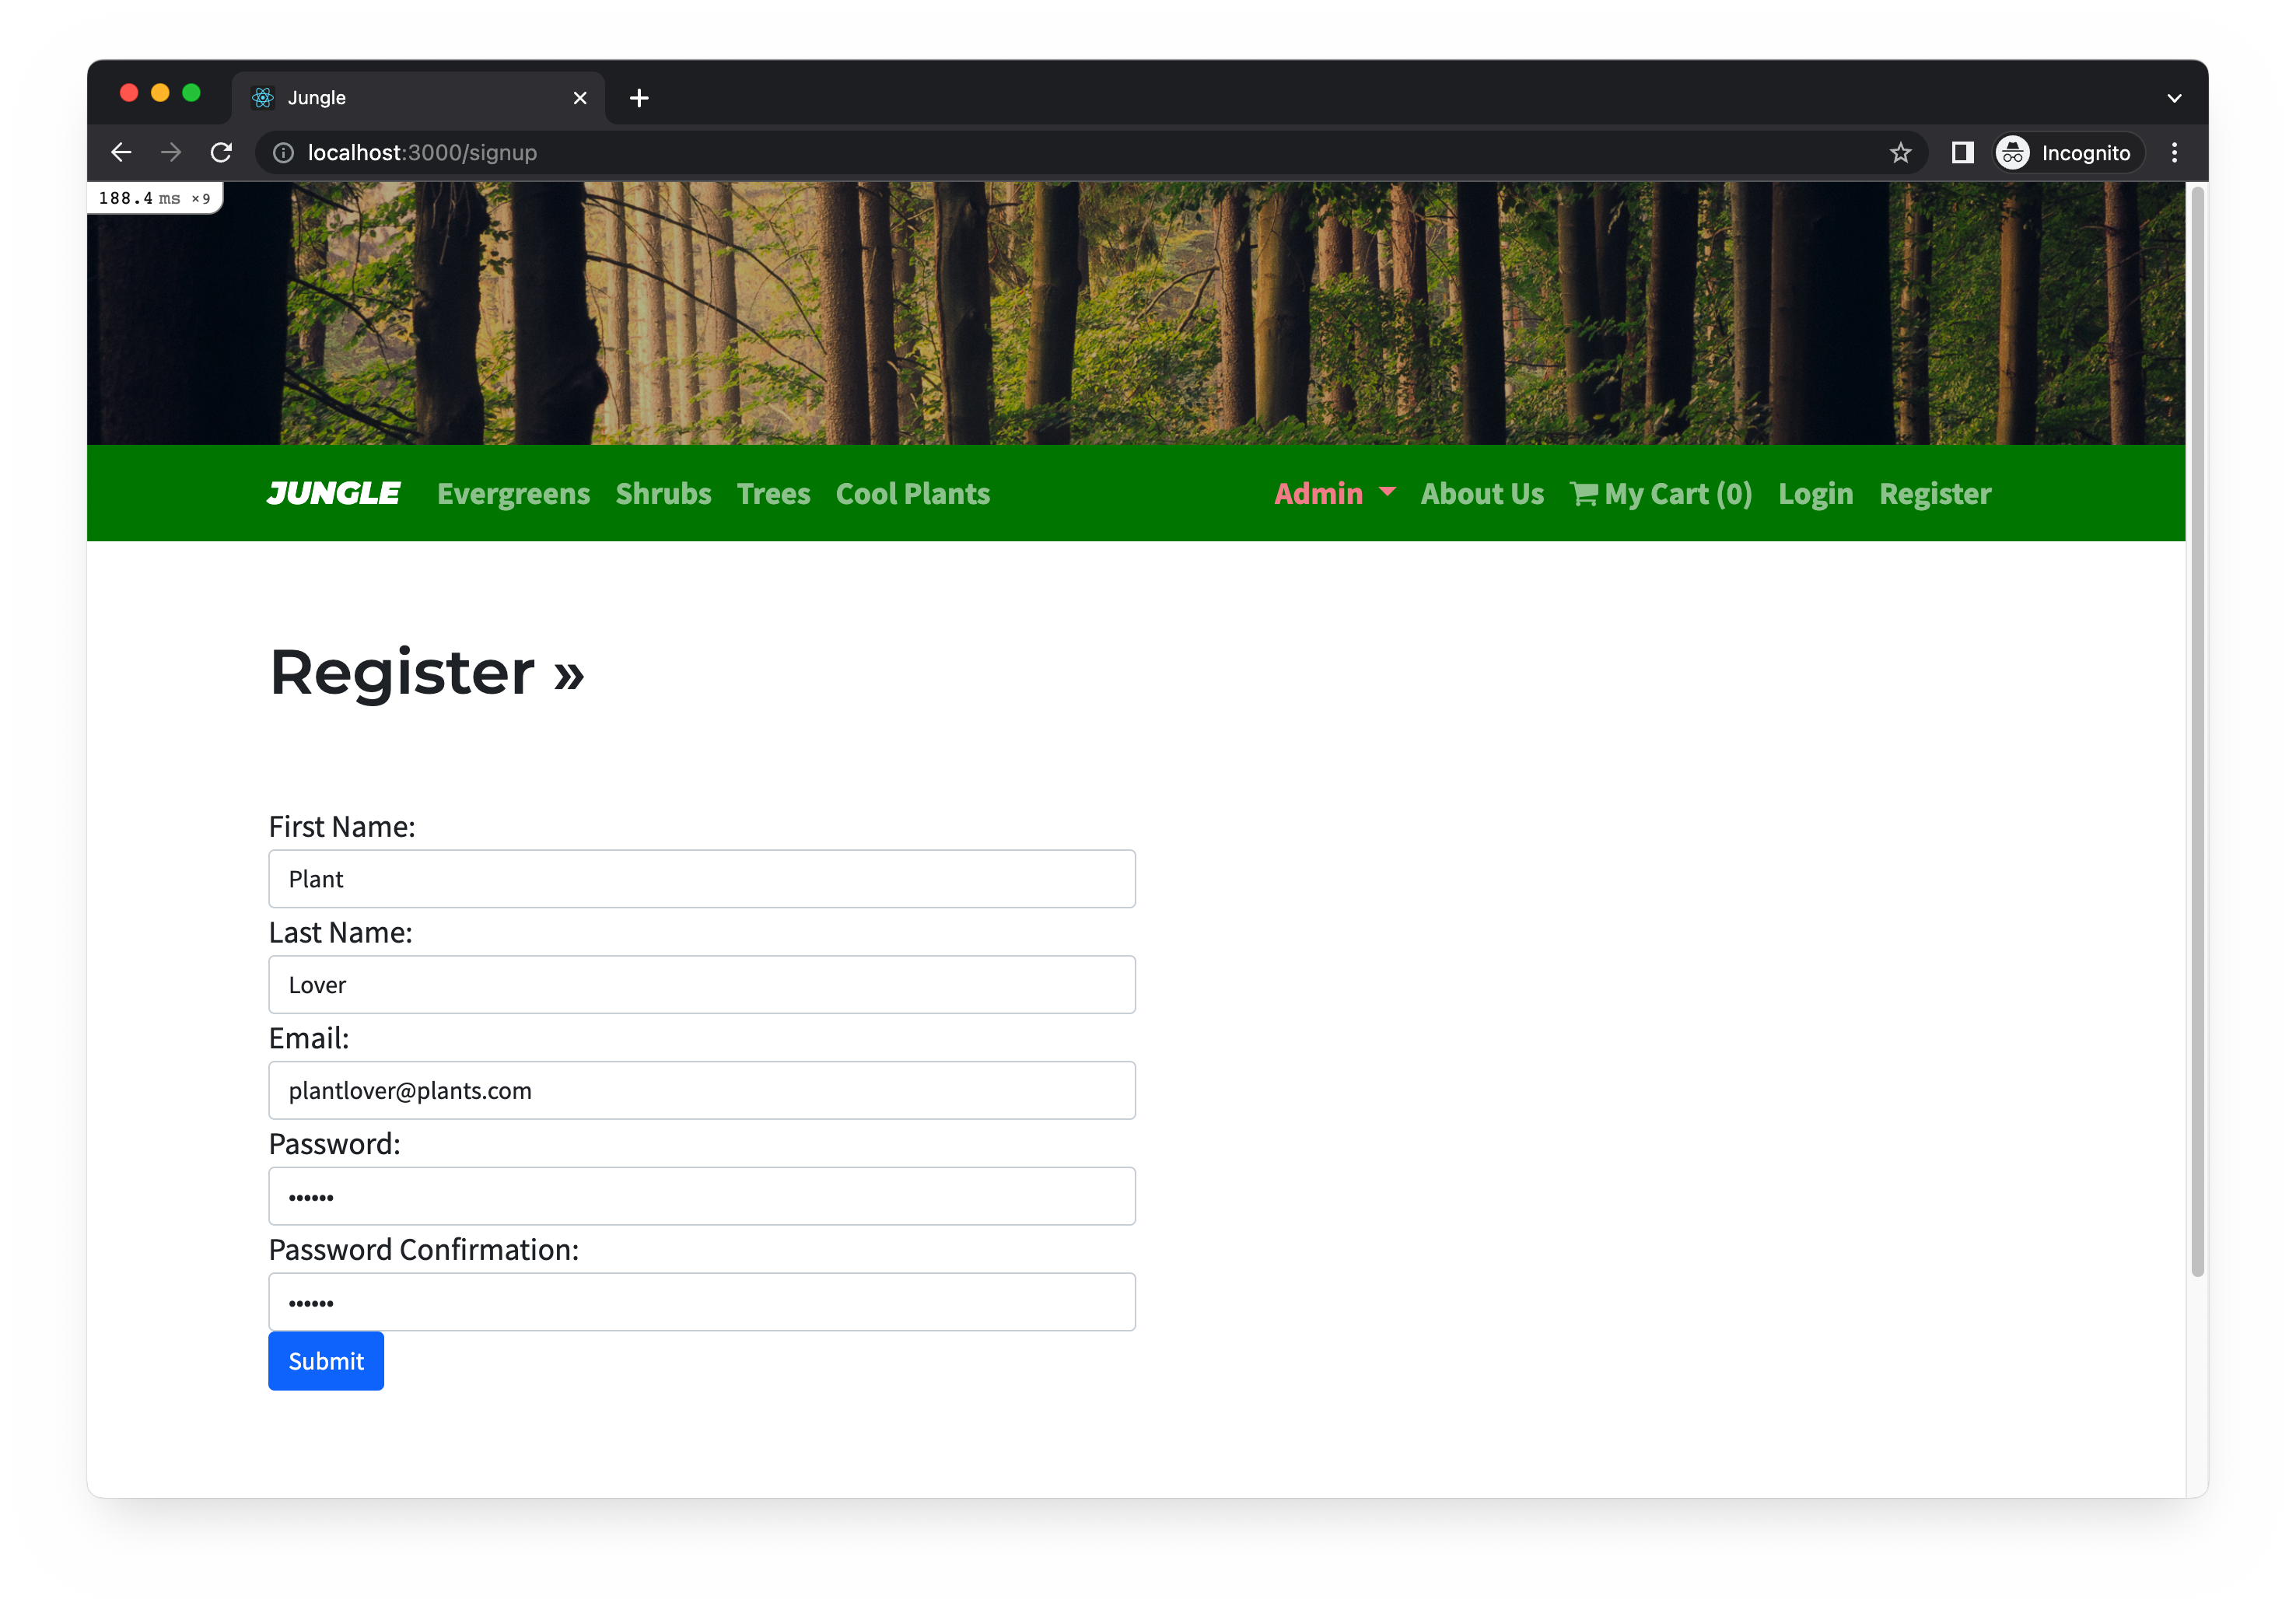 Jungle
localhost:3000/signup
Incognito
188.4 ms ×9
JUNGLE Evergreens Shrubs Trees Cool Plants Admin About Us My Cart (0) Login Register
Register »
First Name:
Plant
Last Name:
Lover
Email:
plantlover@plants.com
Password:
••••••
Password Confirmation:
••••••
Submit